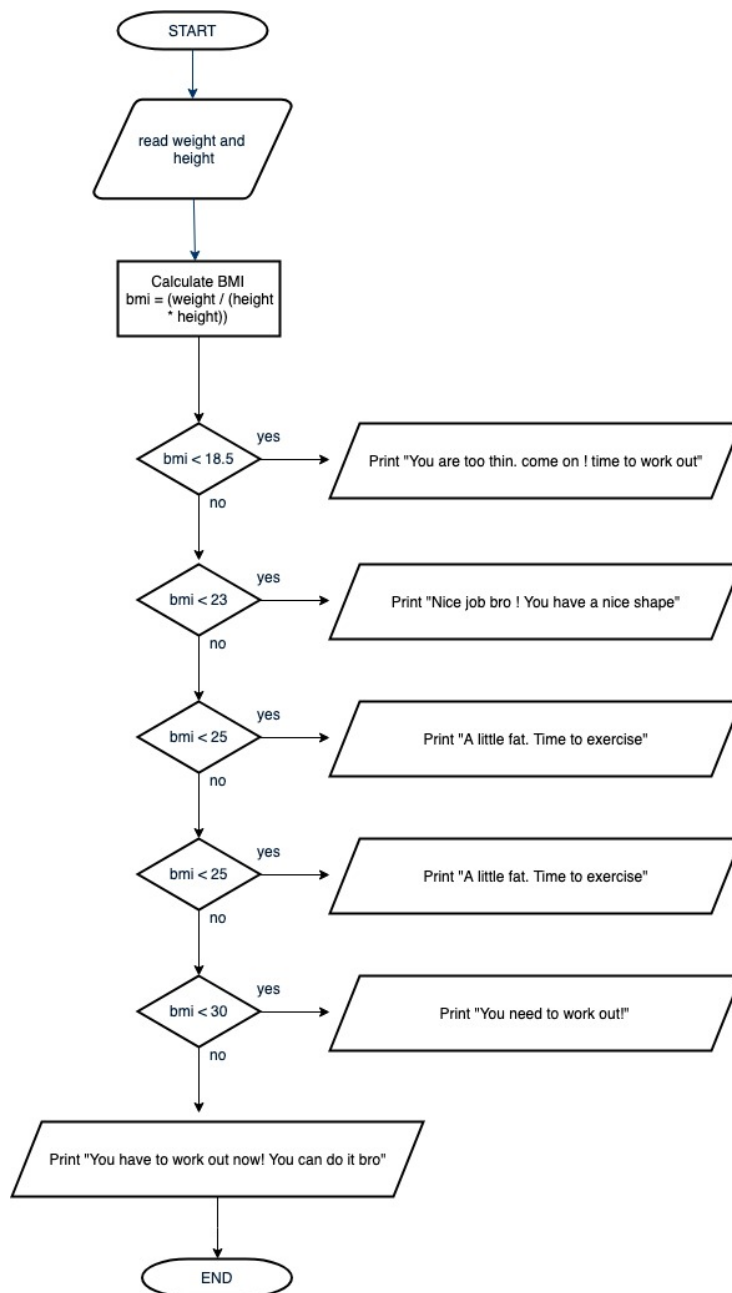 START
read weight and
height
Calculate BMI
bmi = (weight / (height
* height))
bmi < 18.5
yes
Print "You are too thin. come on ! time to work out"
no
bmi < 23
yes
Print "Nice job bro ! You have a nice shape"
no
bmi < 25
yes
Print "A little fat. Time to exercise"
no
bmi < 25
yes
Print "A little fat. Time to exercise"
no
bmi < 30
yes
Print "You need to work out!"
no
Print "You have to work out now! You can do it bro"
END